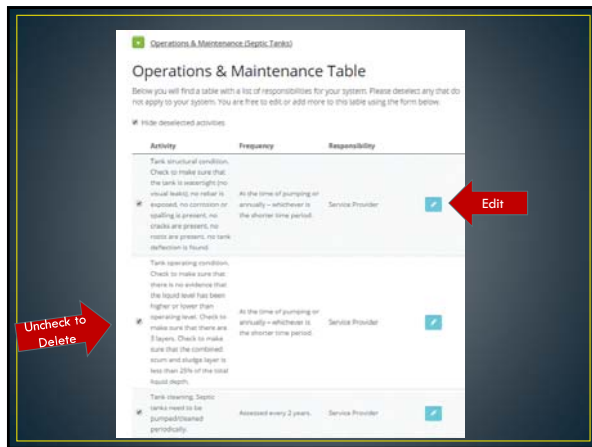 Operations & Maintenance (Septic Tanks)
Operations & Maintenance Table
Below you will find a table with a list of responsibilities for your system. Please deselect any that do
not apply to your system. You are free to edit or add more to this table using the form below.
Hide deselected activities
Activity Frequency Responsibility
Tank structural condition.
Check to make sure that
the tank is watertight (no
visual leaks), no rebar is
exposed, no corrosion or
spalling is present, no
cracks are present, no
roots are present, no tank
deflection is found.
At the time of pumping or
annually – whichever is
the shorter time period.
Service Provider
Edit
Tank operating condition.
Check to make sure that
there is no evidence that
the liquid level has been
higher or lower than
operating level. Check to
make sure that there are
3 layers. Check to make
sure that the combined
scum and sludge layer is
less than 25% of the total
liquid depth.
At the time of pumping or
annually – whichever is
the shorter time period.
Service Provider
Uncheck to
Delete
Tank cleaning. Septic
tanks need to be
pumped/cleaned
periodically.
Assessed every 2 years.
Service Provider